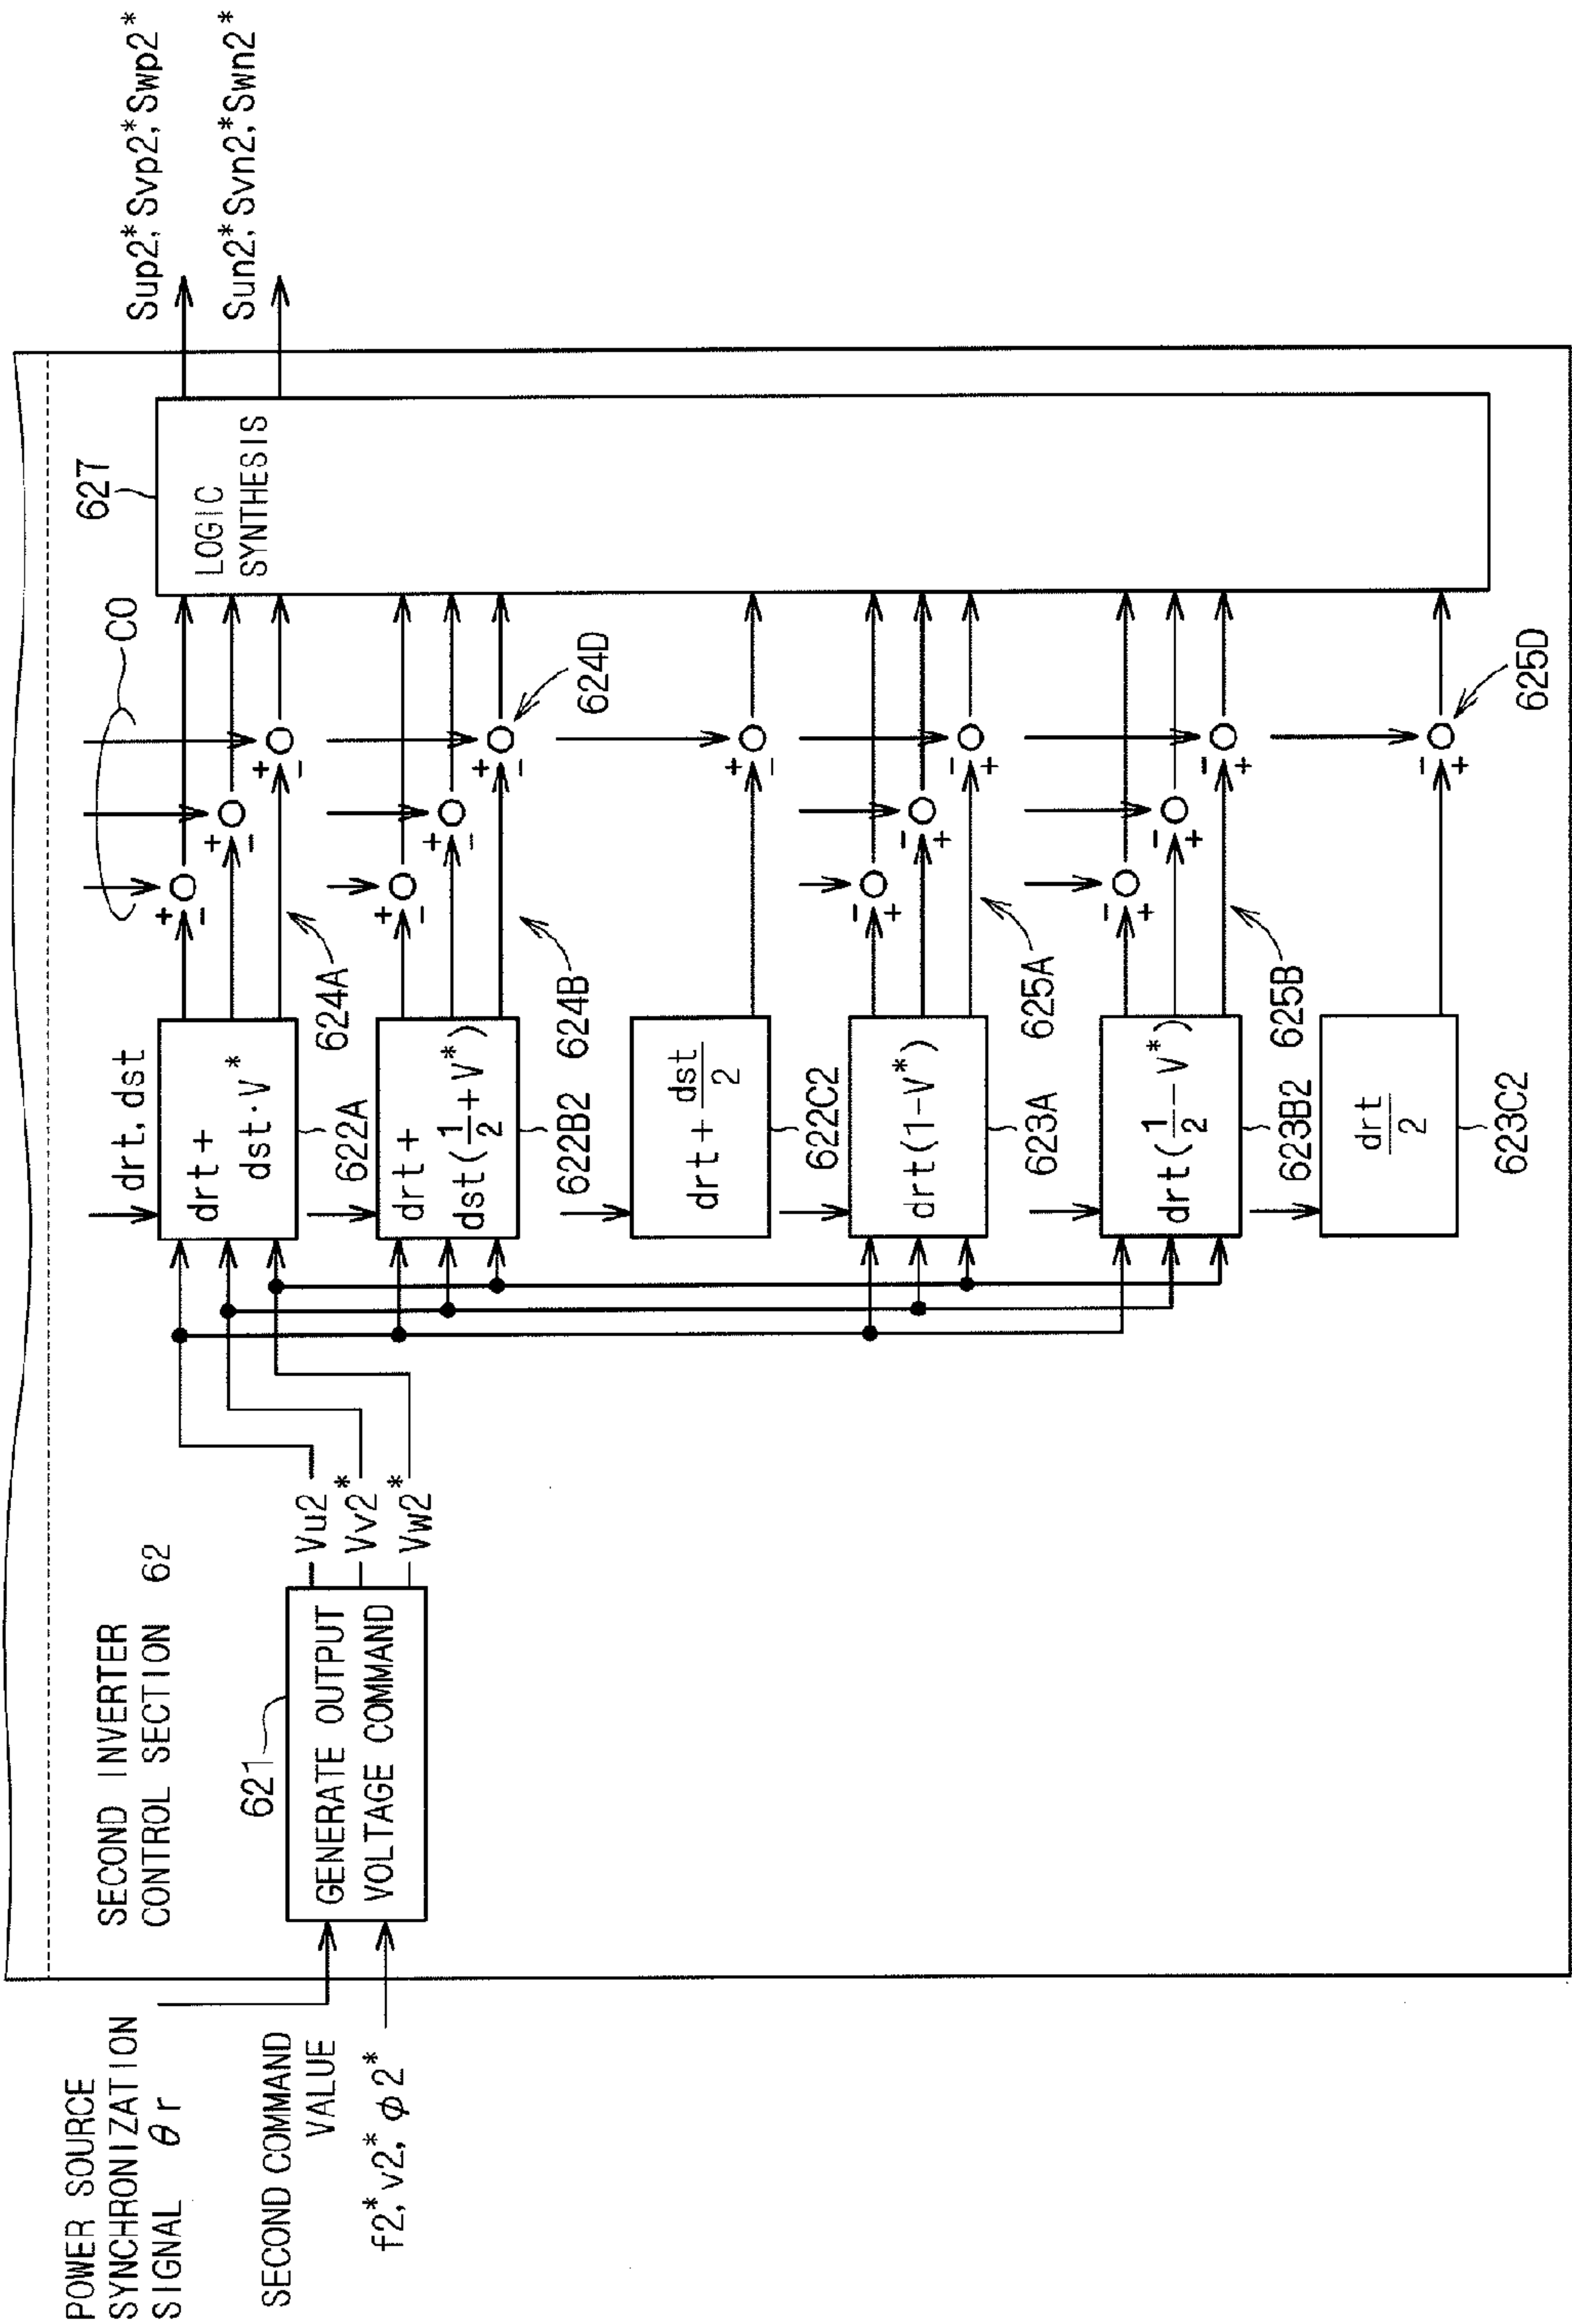 POWER SOURCE
SYNCHRONIZATION
SIGNAL θr
SECOND COMMAND
VALUE
f2*, v2*, φ2*
SECOND INVERTER
CONTROL SECTION 62
621
GENERATE OUTPUT
VOLTAGE COMMAND
Vu2
Vv2*
Vw2*
drt, dst
drt +
dst・V*
622A
drt +
dst(1/2+V*)
622B2
drt + dst/2
622C2
drt(1-V*)
623A
drt(1/2-V*)
623B2
drt/2
623C2
624A
624B
625A
625B
C0
+
-
+
-
+
-
+
-
+
-
+
-
624D
+
-
-
+
-
+
-
+
-
+
-
+
-
+
-
+
625D
627
LOGIC
SYNTHESIS
Sup2*, Svp2*, Swp2*
Sun2*, Svn2*, Swn2*